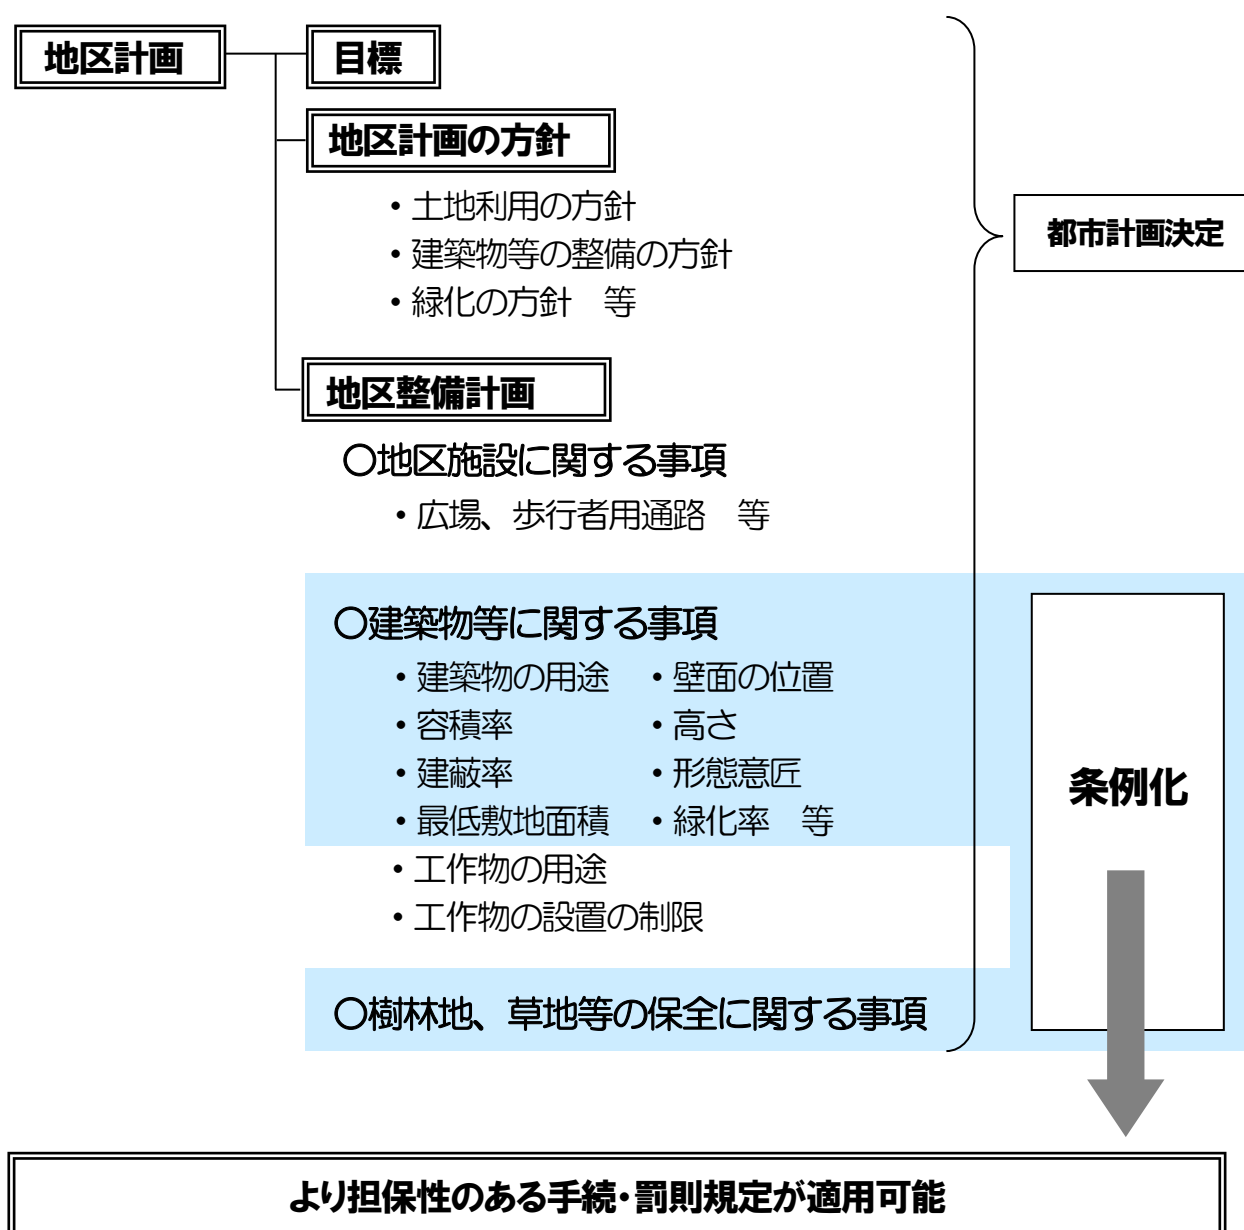 地区計画
目標
地区計画の方針
・土地利用の方針
・建築物等の整備の方針
・緑化の方針　等
都市計画決定
地区整備計画
〇地区施設に関する事項
・広場、歩行者用通路　等
〇建築物等に関する事項
・建築物の用途　・壁面の位置
・容積率　・高さ
・建蔽率　・形態意匠
・最低敷地面積　・緑化率　等
・工作物の用途
・工作物の設置の制限
〇樹林地、草地等の保全に関する事項
条例化
より担保性のある手続・罰則規定が適用可能